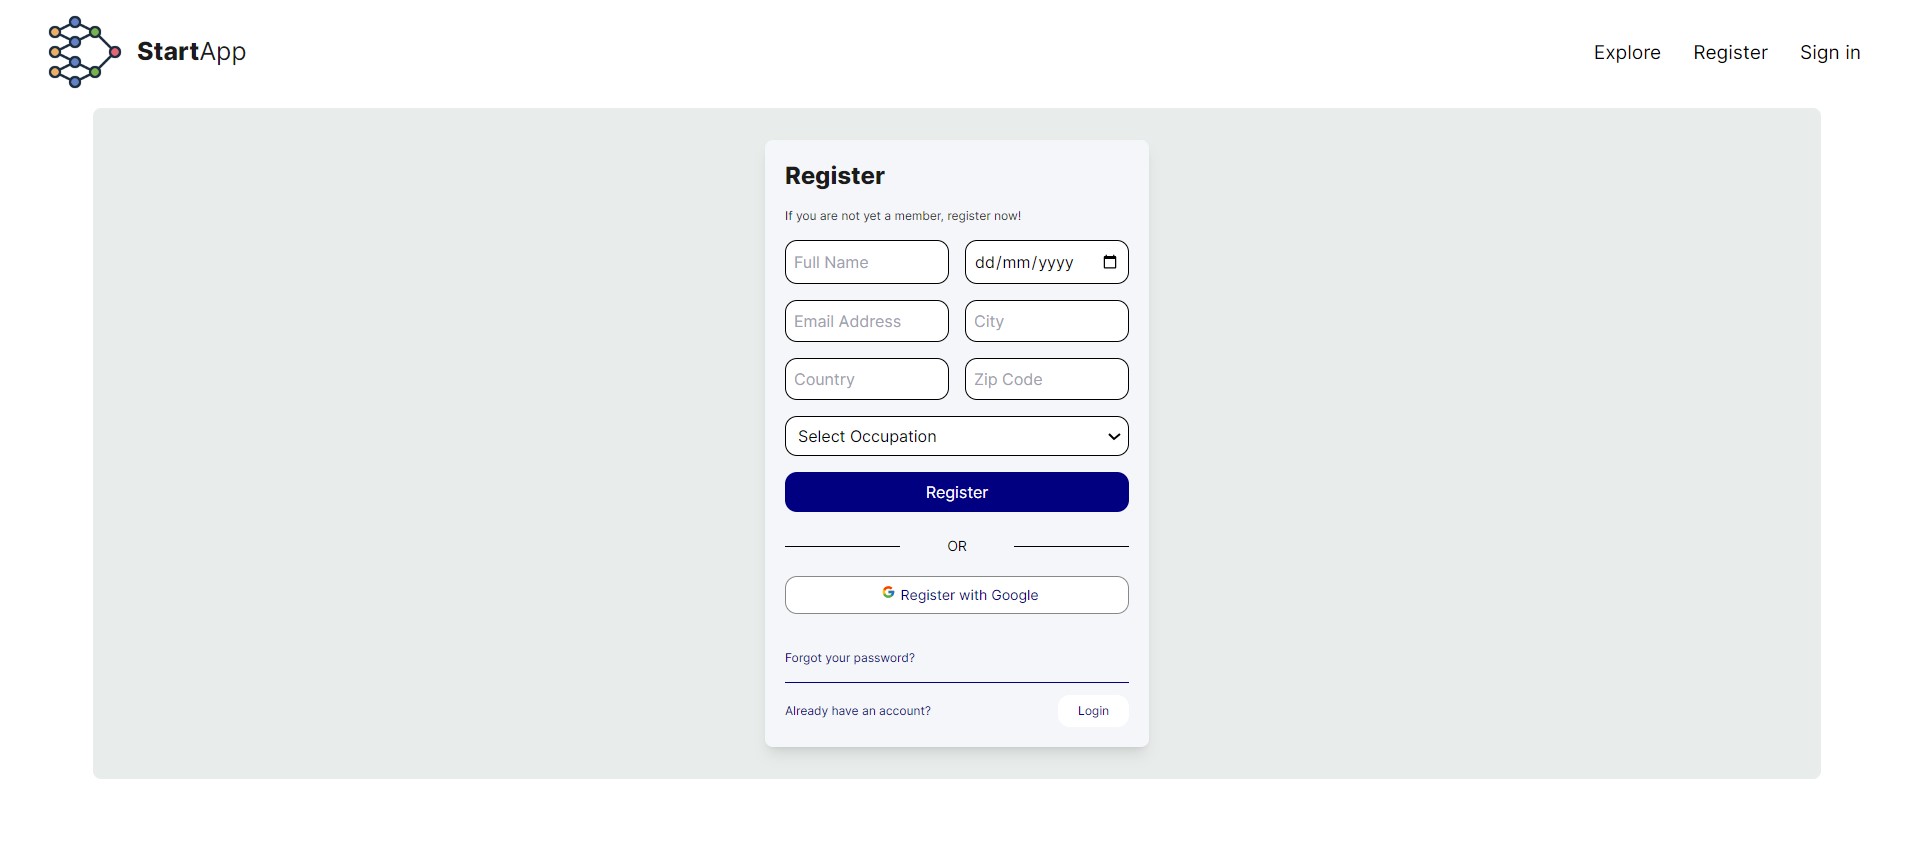 StartApp
Explore Register Sign in
Register
If you are not yet a member, register now!
Full Name dd/mm/yyyy
Email Address City
Country Zip Code
Select Occupation
Register
OR
Register with Google
Forgot your password?
Already have an account? Login